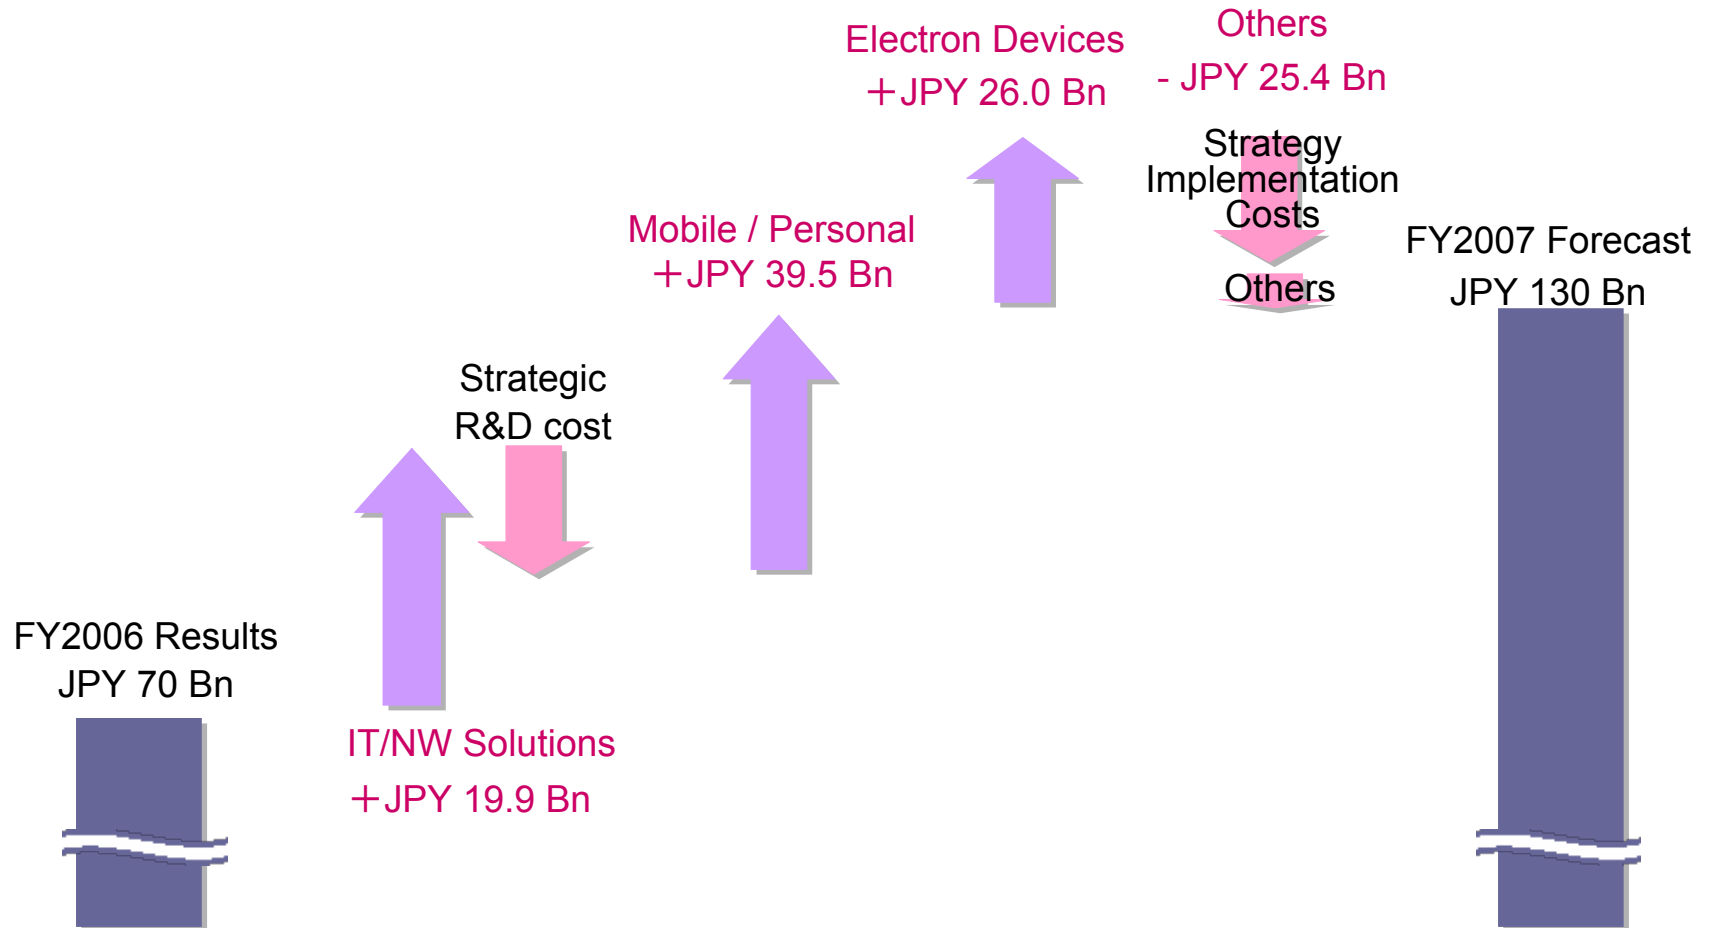 FY2006 Results
JPY 70 Bn
IT/NW Solutions
+JPY 19.9 Bn
Strategic
R&D cost
Mobile / Personal
+JPY 39.5 Bn
Electron Devices
+JPY 26.0 Bn
Others
- JPY 25.4 Bn
Strategy
Implementation
Costs
Others
FY2007 Forecast
JPY 130 Bn